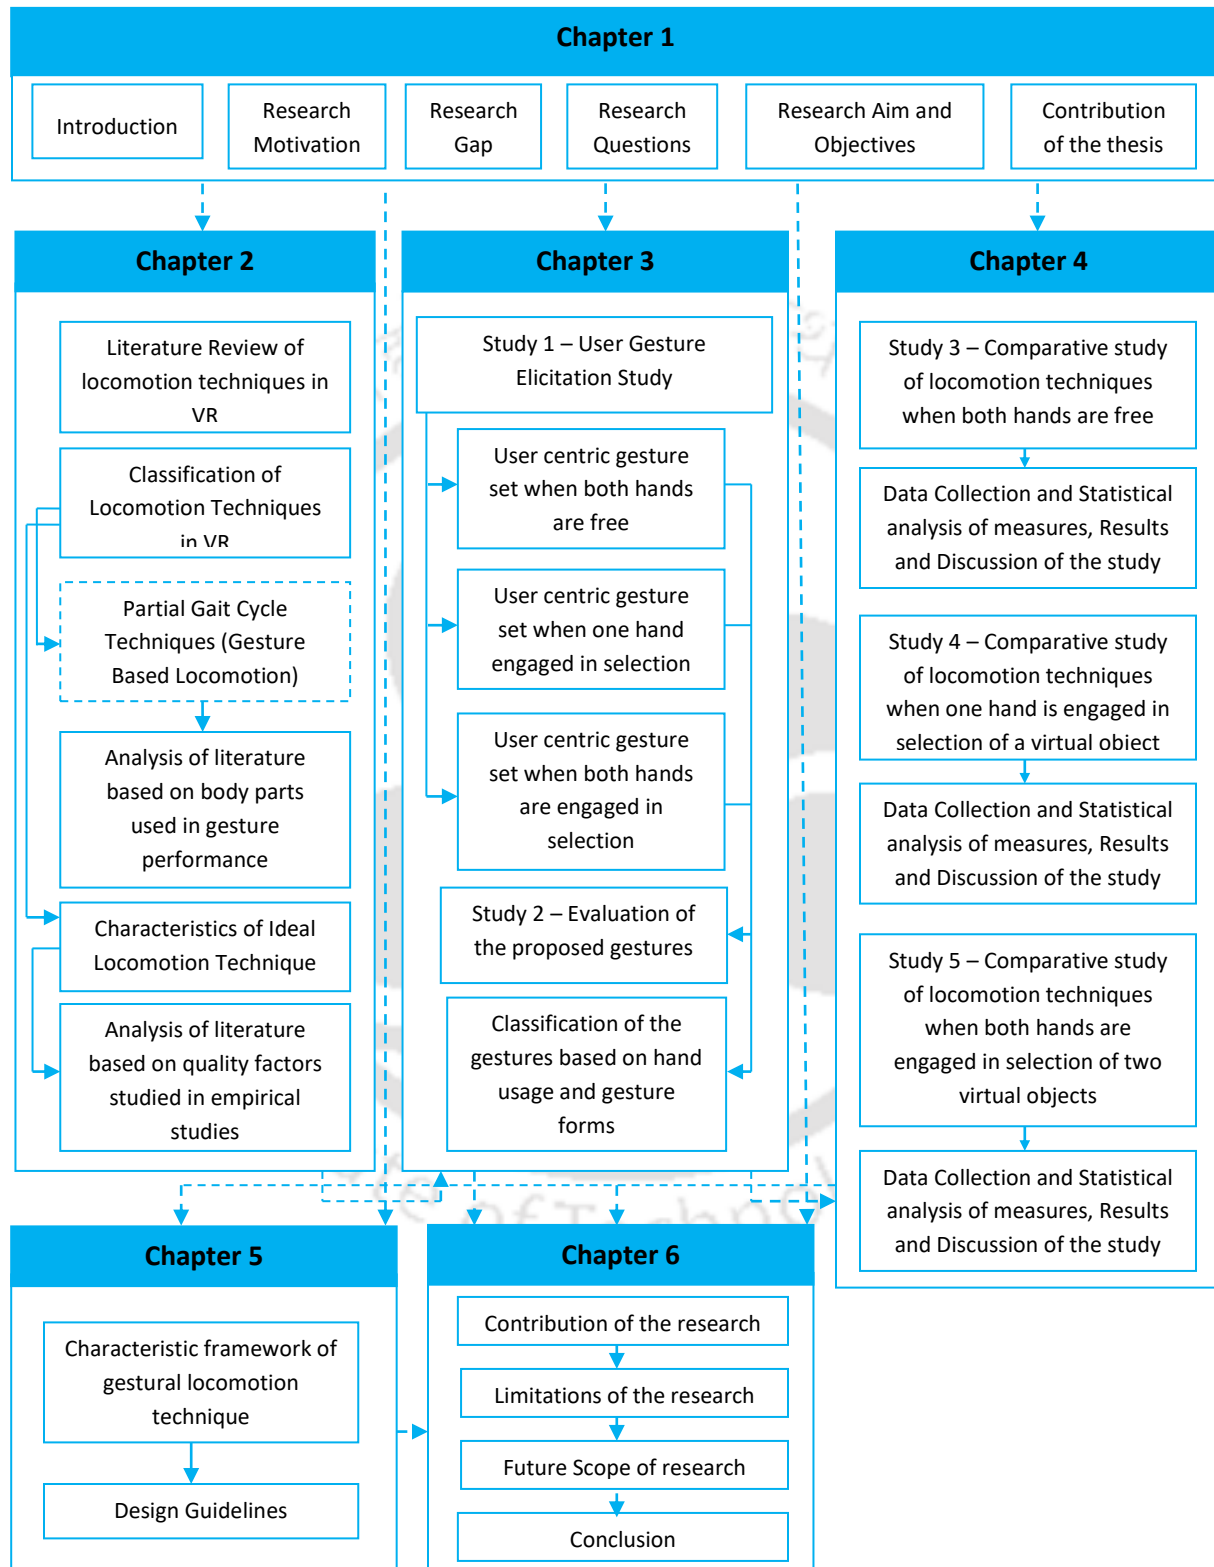 Chapter 1
Introduction
Research
Motivation
Research
Gap
Research
Questions
Research Aim and
Objectives
Contribution
of the thesis
Chapter 2
Literature Review of
locomotion techniques in
VR
Classification of
Locomotion Techniques
in VR
Partial Gait Cycle
Techniques (Gesture
Based Locomotion)
Analysis of literature
based on body parts
used in gesture
performance
Characteristics of Ideal
Locomotion Technique
Analysis of literature
based on quality factors
studied in empirical
studies
Chapter 3
Study 1 – User Gesture
Elicitation Study
User centric gesture
set when both hands
are free
User centric gesture
set when one hand
engaged in selection
User centric gesture
set when both hands
are engaged in
selection
Study 2 – Evaluation of
the proposed gestures
Classification of the
gestures based on hand
usage and gesture
forms
Chapter 4
Study 3 – Comparative study
of locomotion techniques
when both hands are free
Data Collection and Statistical
analysis of measures, Results
and Discussion of the study
Study 4 – Comparative study
of locomotion techniques
when one hand is engaged in
selection of a virtual object
Data Collection and Statistical
analysis of measures, Results
and Discussion of the study
Study 5 – Comparative study
of locomotion techniques
when both hands are
engaged in selection of two
virtual objects
Data Collection and Statistical
analysis of measures, Results
and Discussion of the study
Chapter 5
Characteristic framework of
gestural locomotion
technique
Design Guidelines
Chapter 6
Contribution of the research
Limitations of the research
Future Scope of research
Conclusion